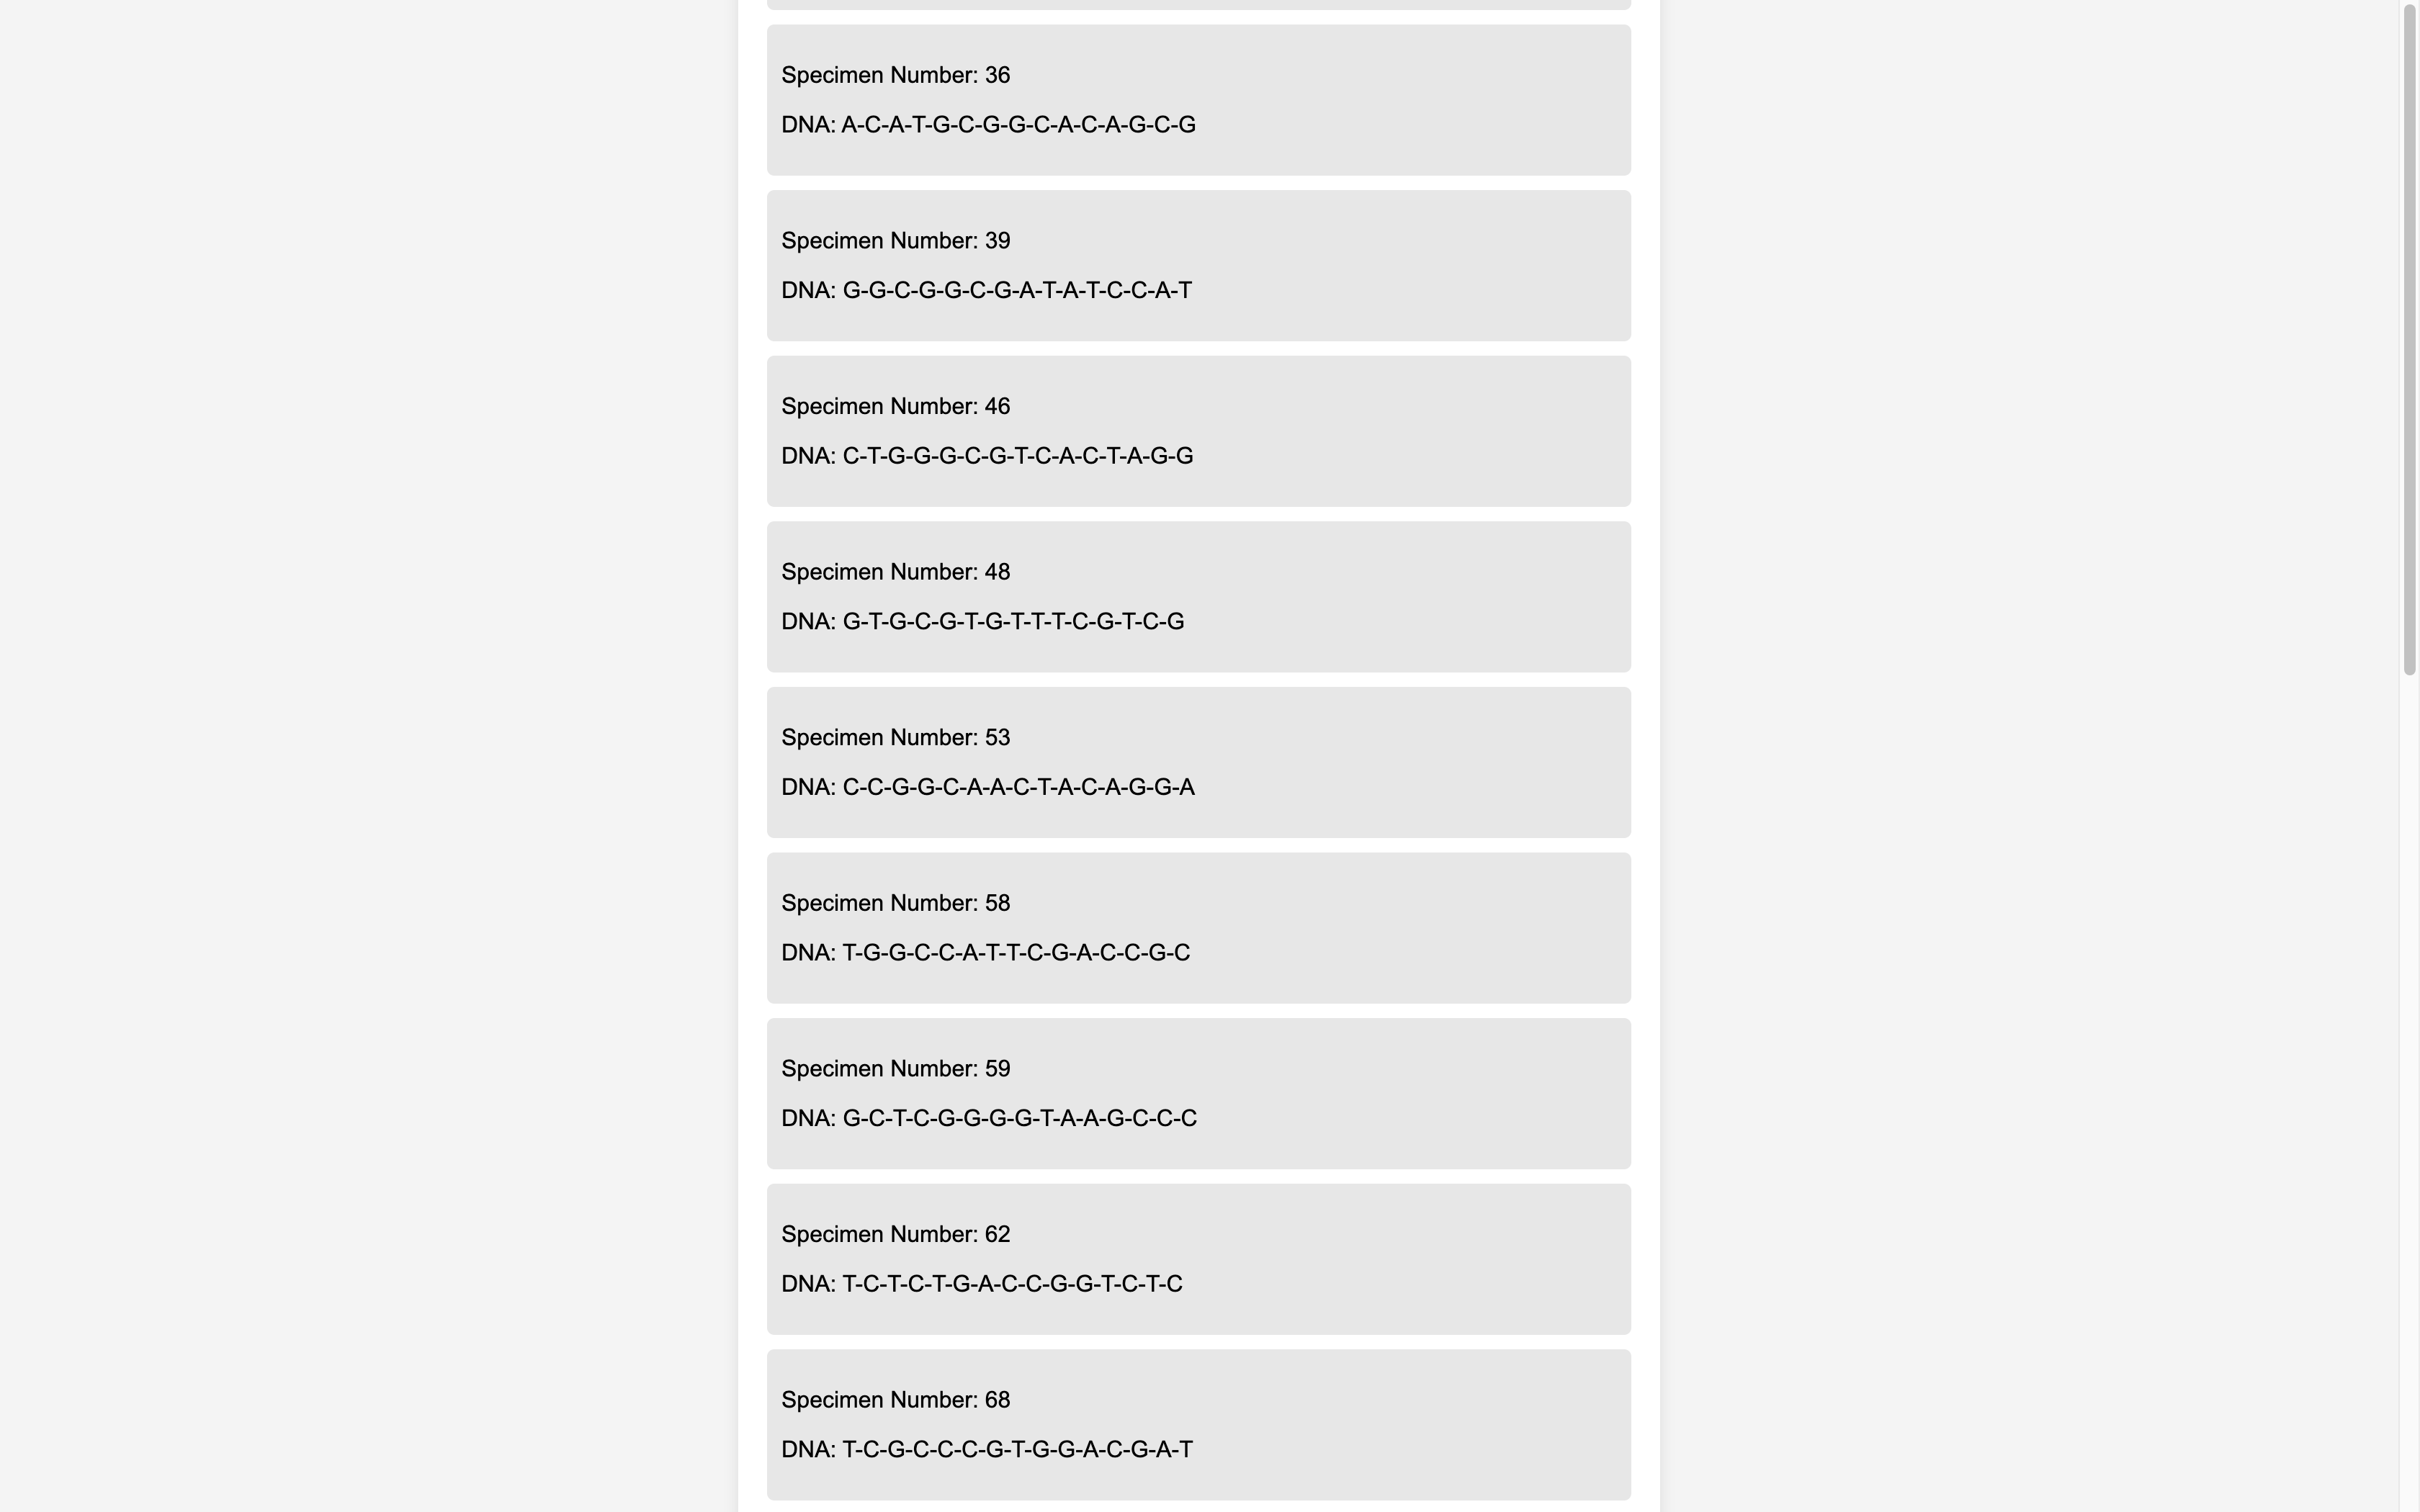 Specimen Number: 36
DNA: A-C-A-T-G-C-G-G-C-A-C-A-G-C-G
Specimen Number: 39
DNA: G-G-C-G-G-C-G-A-T-A-T-C-C-A-T
Specimen Number: 46
DNA: C-T-G-G-G-C-G-T-C-A-C-T-A-G-G
Specimen Number: 48
DNA: G-T-G-C-G-T-G-T-T-T-C-G-T-C-G
Specimen Number: 53
DNA: C-C-G-G-C-A-A-C-T-A-C-A-G-G-A
Specimen Number: 58
DNA: T-G-G-C-C-A-T-T-C-G-A-C-C-G-C
Specimen Number: 59
DNA: G-C-T-C-G-G-G-G-T-A-A-G-C-C-C
Specimen Number: 62
DNA: T-C-T-C-T-G-A-C-C-G-G-T-C-T-C
Specimen Number: 68
DNA: T-C-G-C-C-C-G-T-G-G-A-C-G-A-T